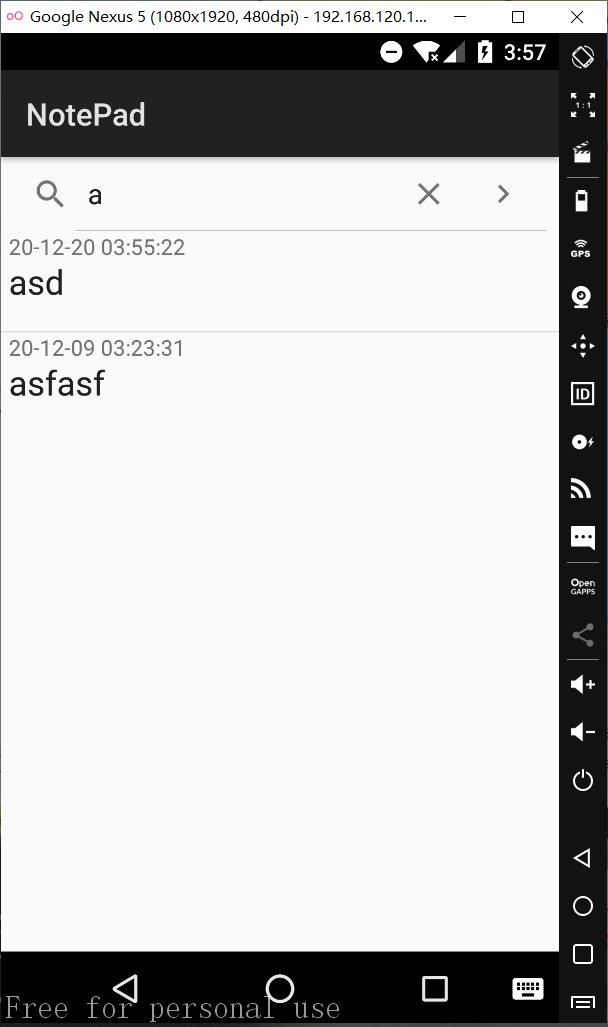 Google Nexus 5 (1080x1920, 480dpi) - 192.168.120.1...
3:57
NotePad
1:1
a
GPS
20-12-20 03:55:22
asd
20-12-09 03:23:31
asfasf
ID
Open
GAPPS
Free for personal use